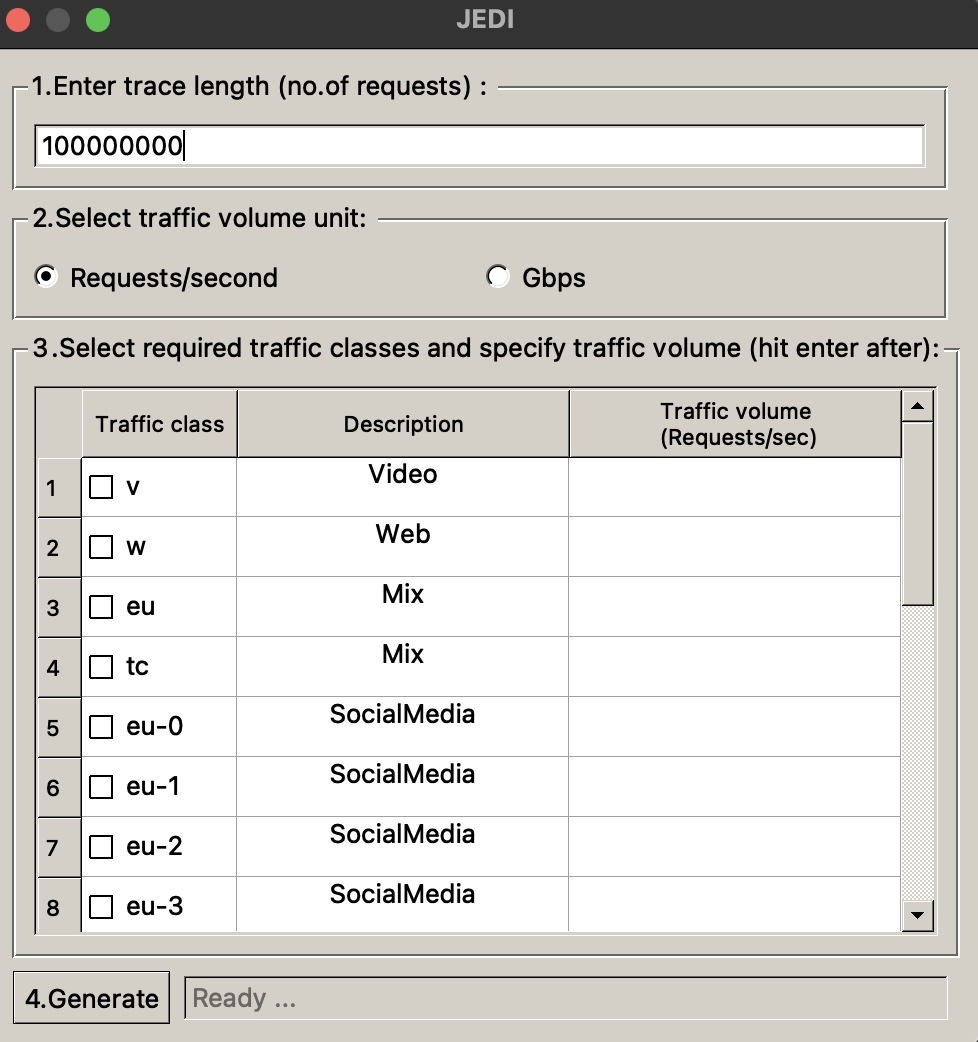 JEDI
1.Enter trace length (no.of requests) :
100000000
2.Select traffic volume unit:
Requests/second Gbps
3.Select required traffic classes and specify traffic volume (hit enter after):
Traffic class Description Traffic volume
(Requests/sec)
1 v Video
2 w Web
3 eu Mix
4 tc Mix
5 eu-0 SocialMedia
6 eu-1 SocialMedia
7 eu-2 SocialMedia
8 eu-3 SocialMedia
4.Generate Ready ...